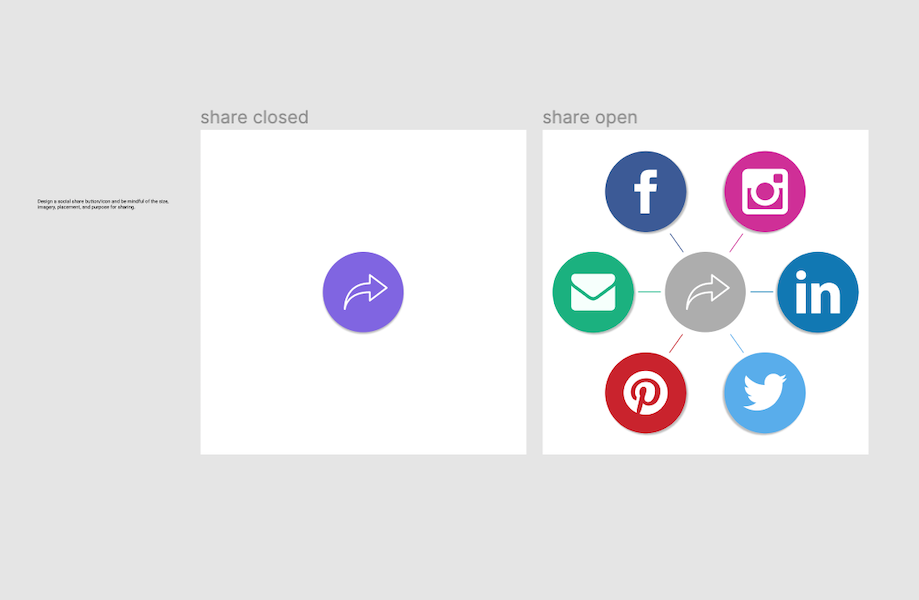 share closed
share open
Design a social share button/icon and be mindful of the size,
imagery, placement, and purpose for sharing.
f
in